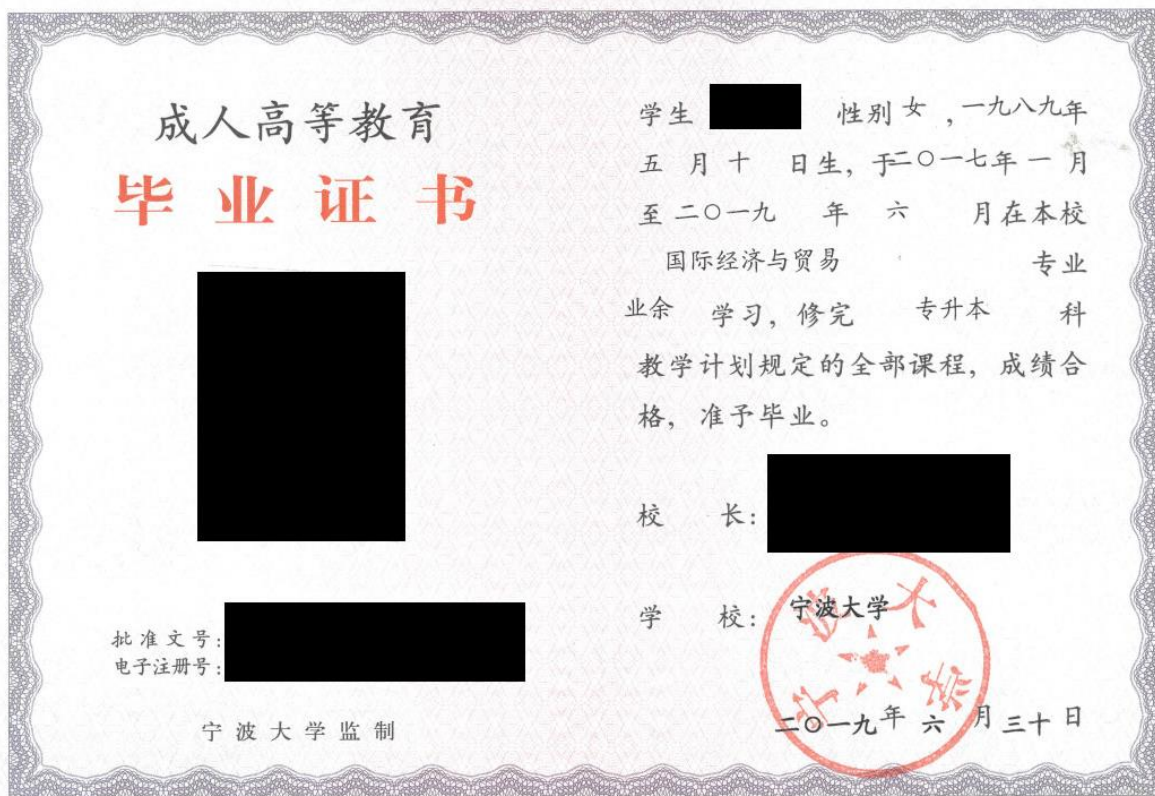 成人高等教育
毕业证书
批准文号:
电子注册号:
宁波大学监制
学生 性别 女 ,一九八九年
五 月 十 日生, 于二〇一七年 一 月
至 二〇一九 年 六 月在本校
国际经济与贸易 专业
业余 学习, 修完 专升本 科
教学计划规定的全部课程, 成绩合
格, 准予毕业。
校 长:
学 校: 宁波大学
宁波大学
二〇一九年 六 月三十日